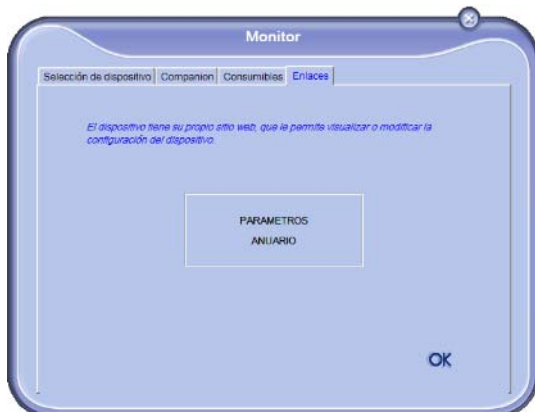 Monitor
Selección de dispositivo Companion Consumibles Enlaces
El dispositivo tiene su propio sitio web, que le permite visualizar o modificar la
configuración del dispositivo.
PARAMETROS
ANUARIO
OK